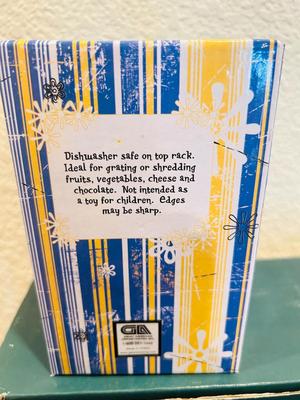 Dishwasher safe on top rack.
Ideal for grating or shredding
fruits, vegetables, cheese and
chocolate. Not intended as
a toy for children. Edges
may be sharp.
GA